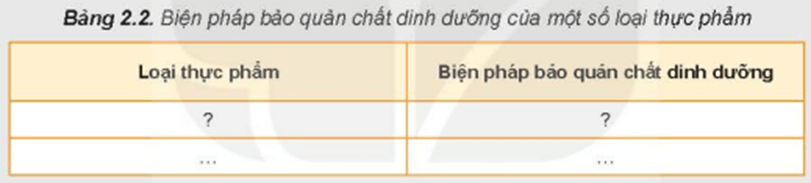 Bảng 2.2. Biện pháp bảo quản chất dinh dưỡng của một số loại thực phẩm
Loại thực phẩm Biện pháp bảo quản chất dinh dưỡng
? ?
... ...